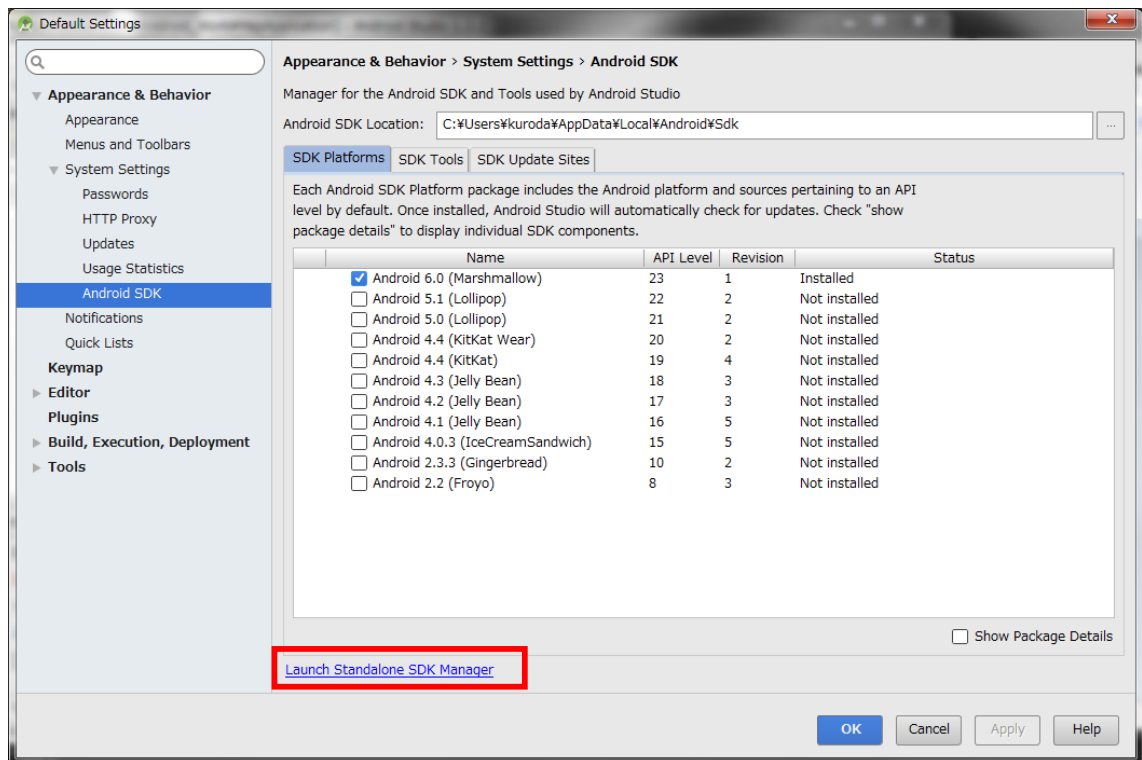 Default Settings
Appearance & Behavior › System Settings › Android SDK
Appearance & Behavior
Appearance
Menus and Toolbars
System Settings
Passwords
HTTP Proxy
Updates
Usage Statistics
Android SDK
Notifications
Quick Lists
Keymap
Editor
Plugins
Build, Execution, Deployment
Tools
Manager for the Android SDK and Tools used by Android Studio
Android SDK Location: C:¥Users¥kuroda¥AppData¥Local¥Android¥Sdk ...
SDK Platforms SDK Tools SDK Update Sites
Each Android SDK Platform package includes the Android platform and sources pertaining to an API
level by default. Once installed, Android Studio will automatically check for updates. Check "show
package details" to display individual SDK components.
Name API Level Revision Status
Android 6.0 (Marshmallow) 23 1 Installed
Android 5.1 (Lollipop) 22 2 Not installed
Android 5.0 (Lollipop) 21 2 Not installed
Android 4.4 (KitKat Wear) 20 2 Not installed
Android 4.4 (KitKat) 19 4 Not installed
Android 4.3 (Jelly Bean) 18 3 Not installed
Android 4.2 (Jelly Bean) 17 3 Not installed
Android 4.1 (Jelly Bean) 16 5 Not installed
Android 4.0.3 (IceCreamSandwich) 15 5 Not installed
Android 2.3.3 (Gingerbread) 10 2 Not installed
Android 2.2 (Froyo) 8 3 Not installed
Show Package Details
Launch Standalone SDK Manager
OK Cancel Apply Help